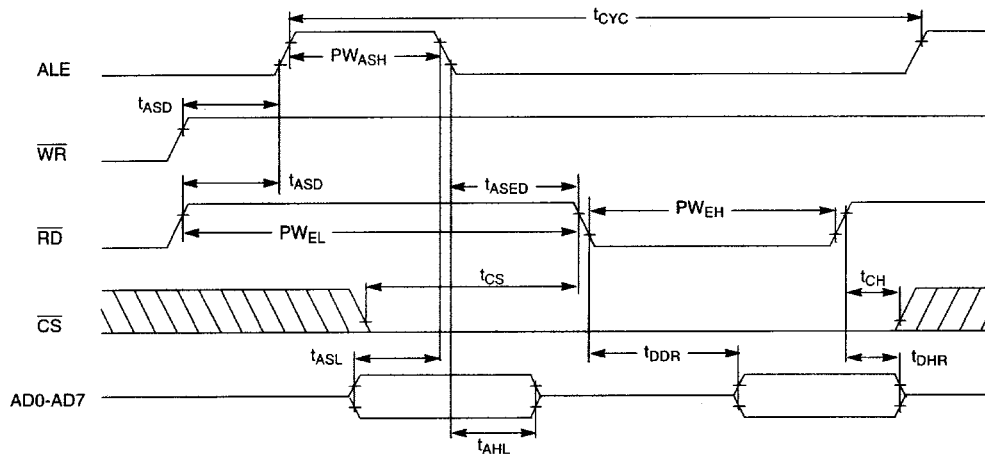 tCYC
PWASH
ALE
tASD
WR
tASD
tASED
PWEH
RD
PWEL
tCS
tCH
CS
tASL
tDDR
tDHR
AD0-AD7
tAHL